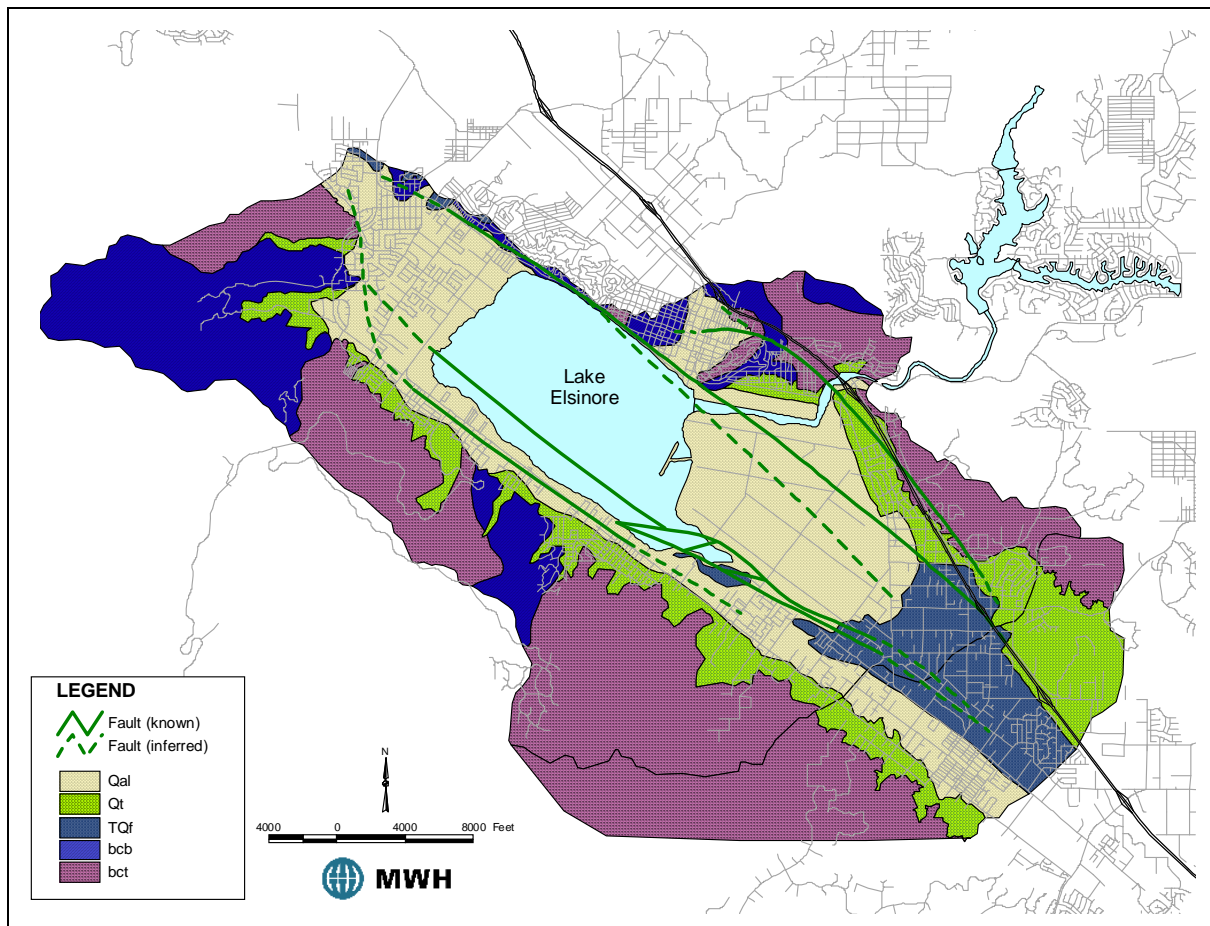 Lake
Elsinore
LEGEND
Fault (known)
Fault (inferred)
Qal
Qt
TQf
bcb
bct
N
4000 0 4000 8000 Feet
MWH